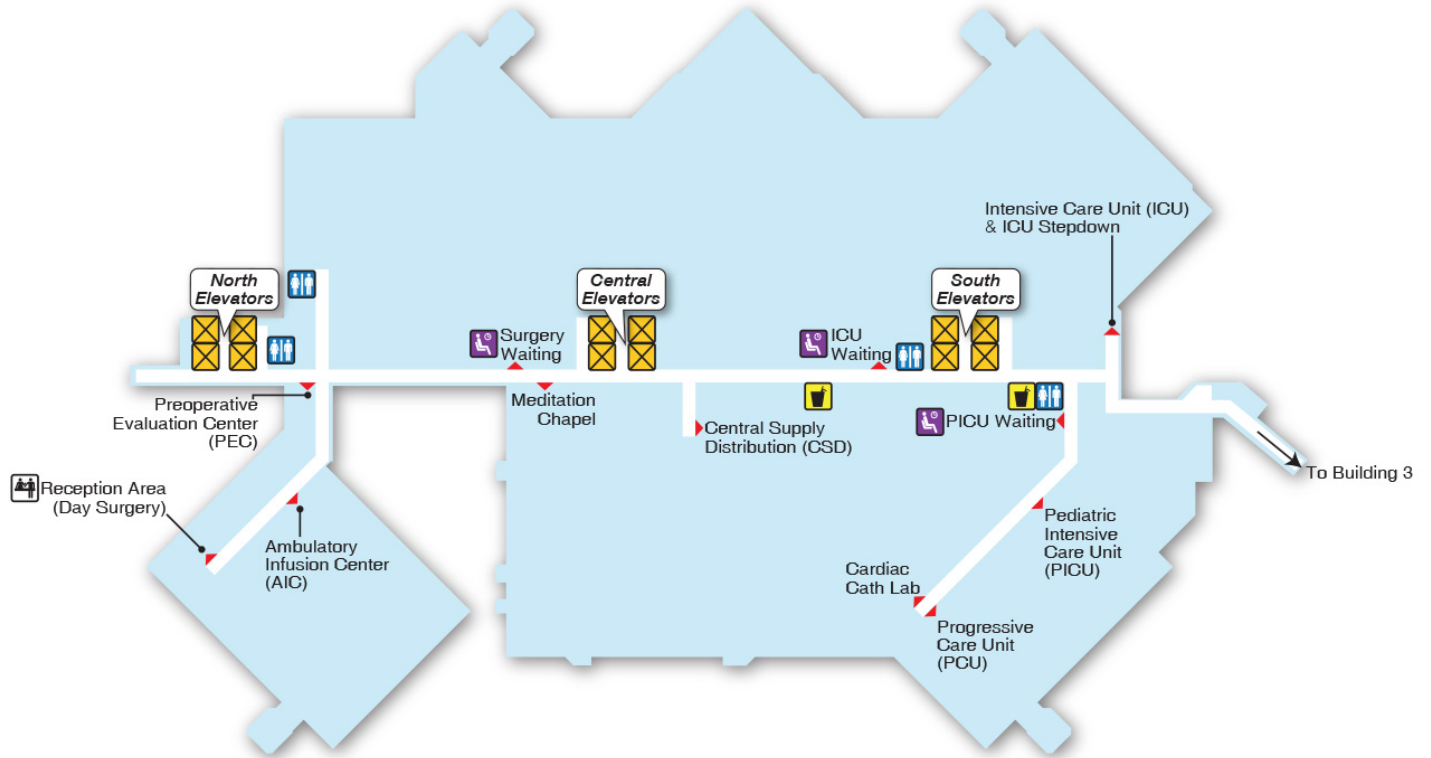 Intensive Care Unit (ICU)
& ICU Stepdown
North
Elevators
Central
Elevators
South
Elevators
Surgery
Waiting
ICU
Waiting
Preoperative
Evaluation Center
(PEC)
Meditation
Chapel
Central Supply
Distribution (CSD)
PICU Waiting
To Building 3
Reception Area
(Day Surgery)
Ambulatory
Infusion Center
(AIC)
Pediatric
Intensive
Care Unit
(PICU)
Cardiac
Cath Lab
Progressive
Care Unit
(PCU)